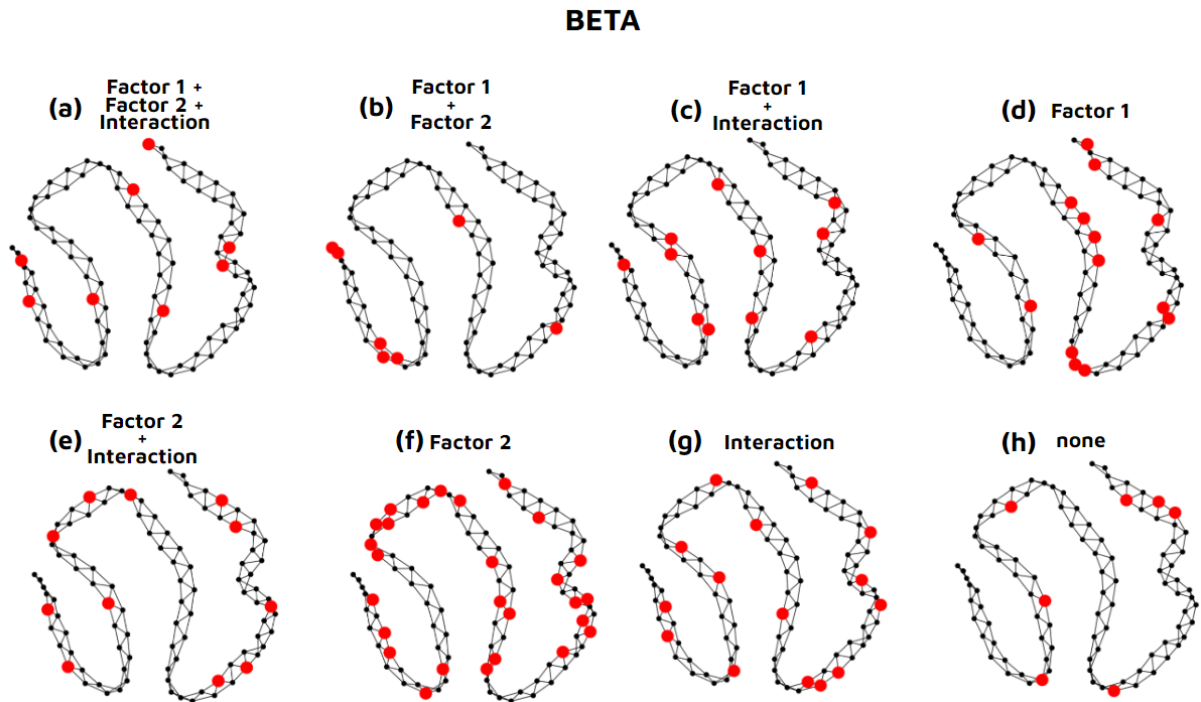 BETA
(a)
Factor 1 +
Factor 2 +
Interaction
(b)
Factor 1
+
Factor 2
(c)
Factor 1
+
Interaction
(d) Factor 1
(e)
Factor 2
+
Interaction
(f) Factor 2
(g) Interaction
(h) none